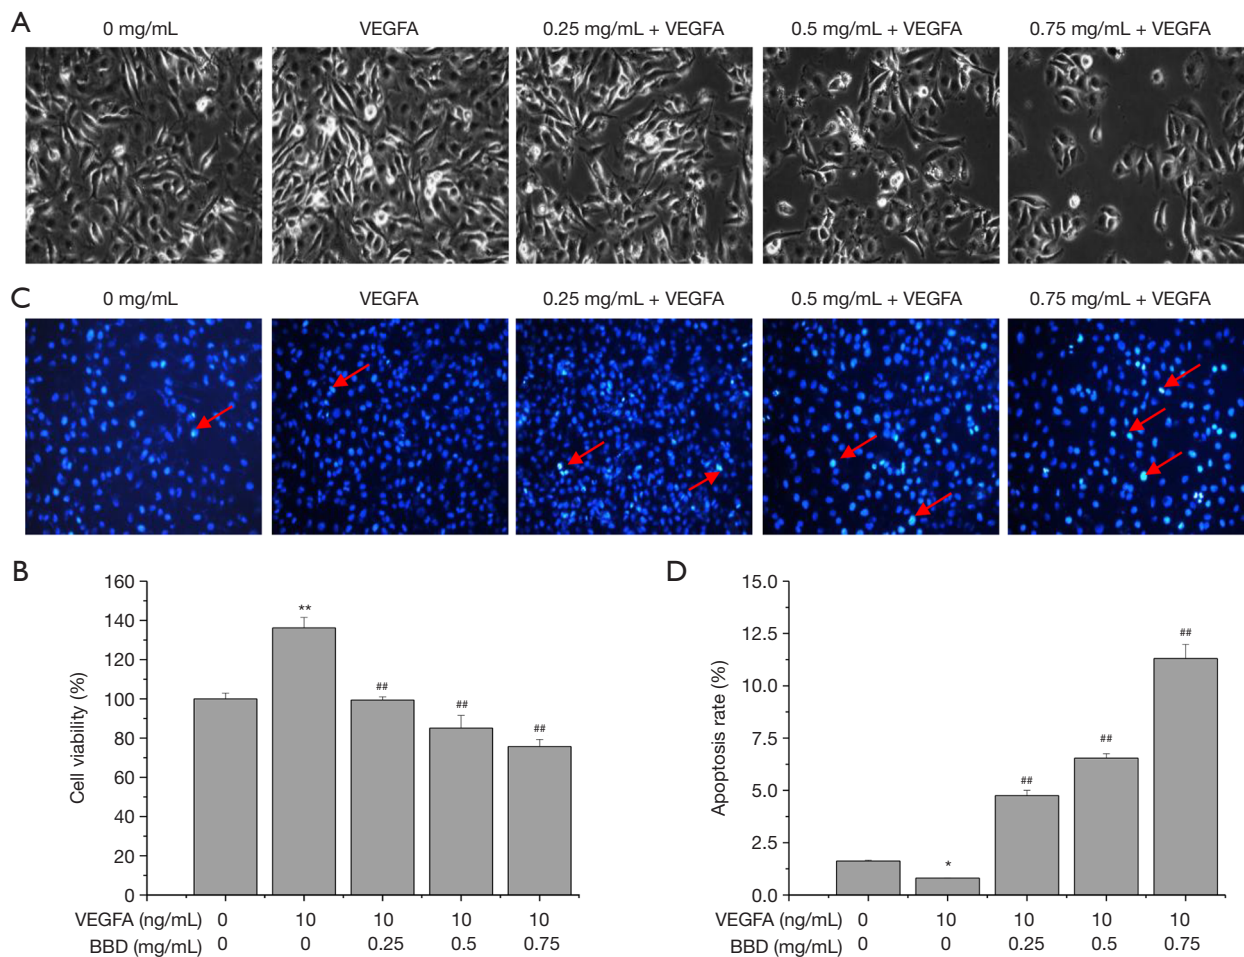 A
0 mg/mL VEGFA 0.25 mg/mL + VEGFA 0.5 mg/mL + VEGFA 0.75 mg/mL + VEGFA
C
0 mg/mL VEGFA 0.25 mg/mL + VEGFA 0.5 mg/mL + VEGFA 0.75 mg/mL + VEGFA
B
Cell viability (%)
160
140
120
100
80
60
40
20
0
** ## ## ##
VEGFA (ng/mL) 0 10 10 10 10
BBD (mg/mL) 0 0 0.25 0.5 0.75
D
Apoptosis rate (%)
15.0
12.5
10.0
7.5
5.0
2.5
0.0
* ## ## ##
VEGFA (ng/mL) 0 10 10 10 10
BBD (mg/mL) 0 0 0.25 0.5 0.75